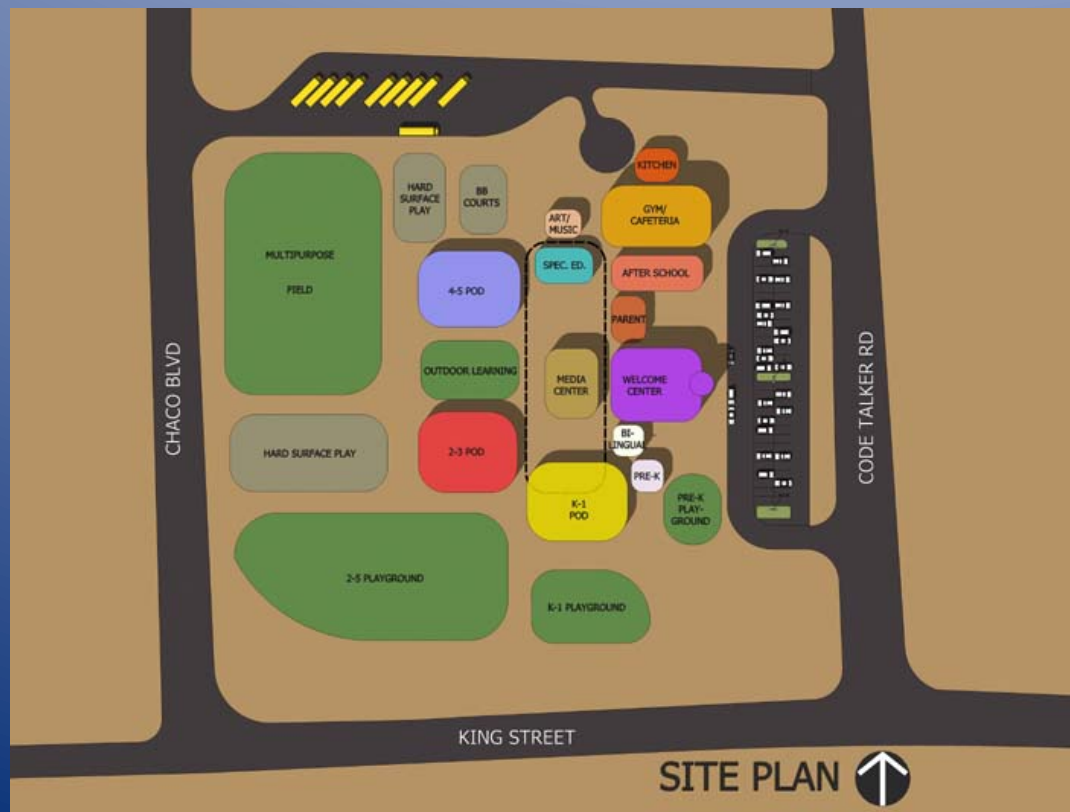 KITCHEN
HARD
SURFACE
PLAY
BB
COURTS
GYM/
CAFETERIA
ART/
MUSIC
MULTIPURPOSE
FIELD
SPEC. ED.
AFTER SCHOOL
4-5 POD
PARENT
OUTDOOR LEARNING
MEDIA
CENTER
WELCOME
CENTER
CHACO BLVD
CODE TALKER RD
BI-
LINGUAL
HARD SURFACE PLAY
2-3 POD
PRE-K
K-1
POD
PRE-K
PLAY-
GROUND
2-5 PLAYGROUND
K-1 PLAYGROUND
KING STREET
SITE PLAN